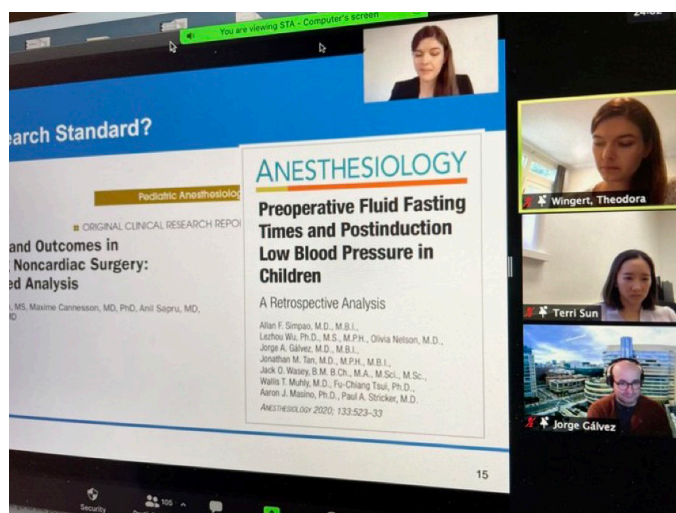 You are viewing STA - Computer's screen
earch Standard?
Pediatric Anesthesiolog
ORIGINAL CLINICAL RESEARCH REPO
and Outcomes in
Noncardiac Surgery:
ed Analysis
, MS, Maxime Cannesson, MD, PhD, Anil Sapru, MD,
MD
ANESTHESIOLOGY
Preoperative Fluid Fasting
Times and Postinduction
Low Blood Pressure in
Children
A Retrospective Analysis
Allan F. Simpao, M.D., M.B.I.,
Lezhou Wu, Ph.D., M.S., M.P.H., Olivia Nelson, M.D.,
Jorge A. Gálvez, M.D., M.B.I.,
Jonathan M. Tan, M.D., M.P.H., M.B.I.,
Jack O. Wasey, B.M. B.Ch., M.A., M.Sci., M.Sc.,
Wallis T. Muhly, M.D., Fu-Chiang Tsui, Ph.D.,
Aaron J. Masino, Ph.D., Paul A. Stricker, M.D.
ANESTHESIOLOGY 2020; 133:523–33
15
Wingert, Theodora
Terri Sun
Jorge Gálvez
Security
105